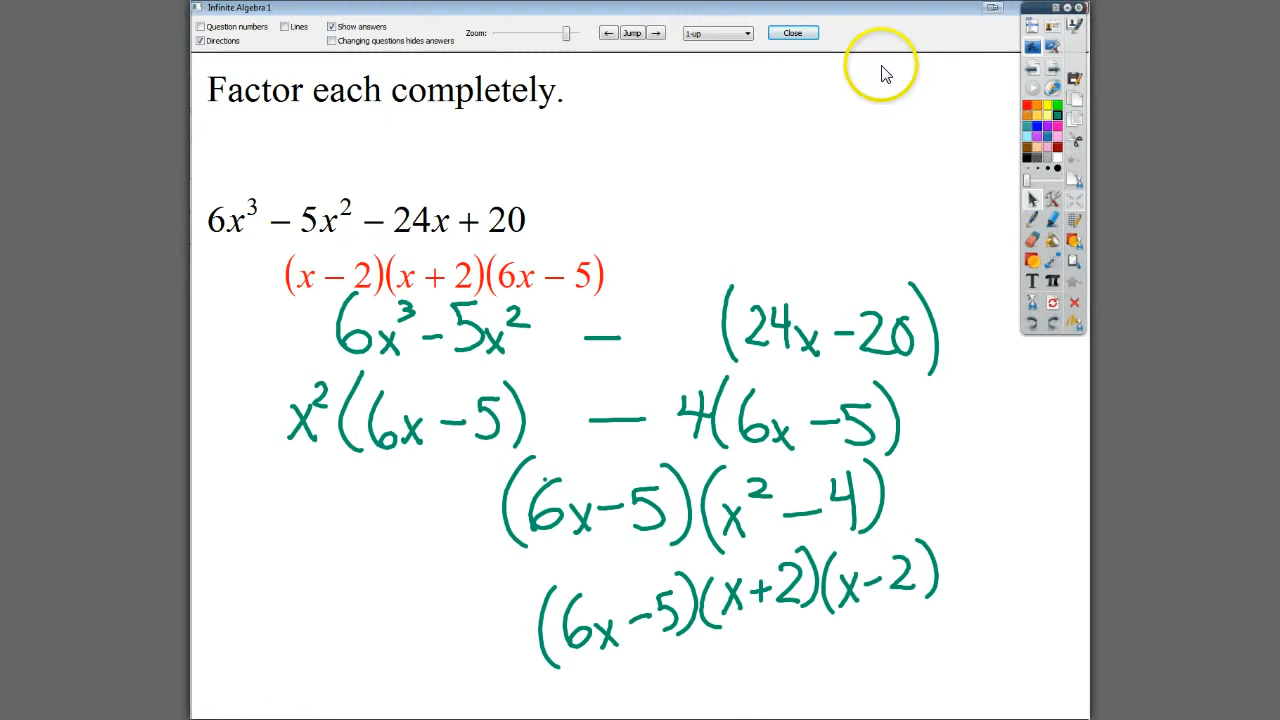 Infinite Algebra 1
Question numbers Lines Show answers
Directions Changing questions hides answers
Zoom: ← Jump → 1-up Close
Factor each completely.
6x³ − 5x² − 24x + 20
(x − 2)(x + 2)(6x − 5)
6x³ − 5x² − (24x − 20)
x²(6x − 5) − 4(6x − 5)
(6x − 5)(x² − 4)
(6x − 5)(x + 2)(x − 2)